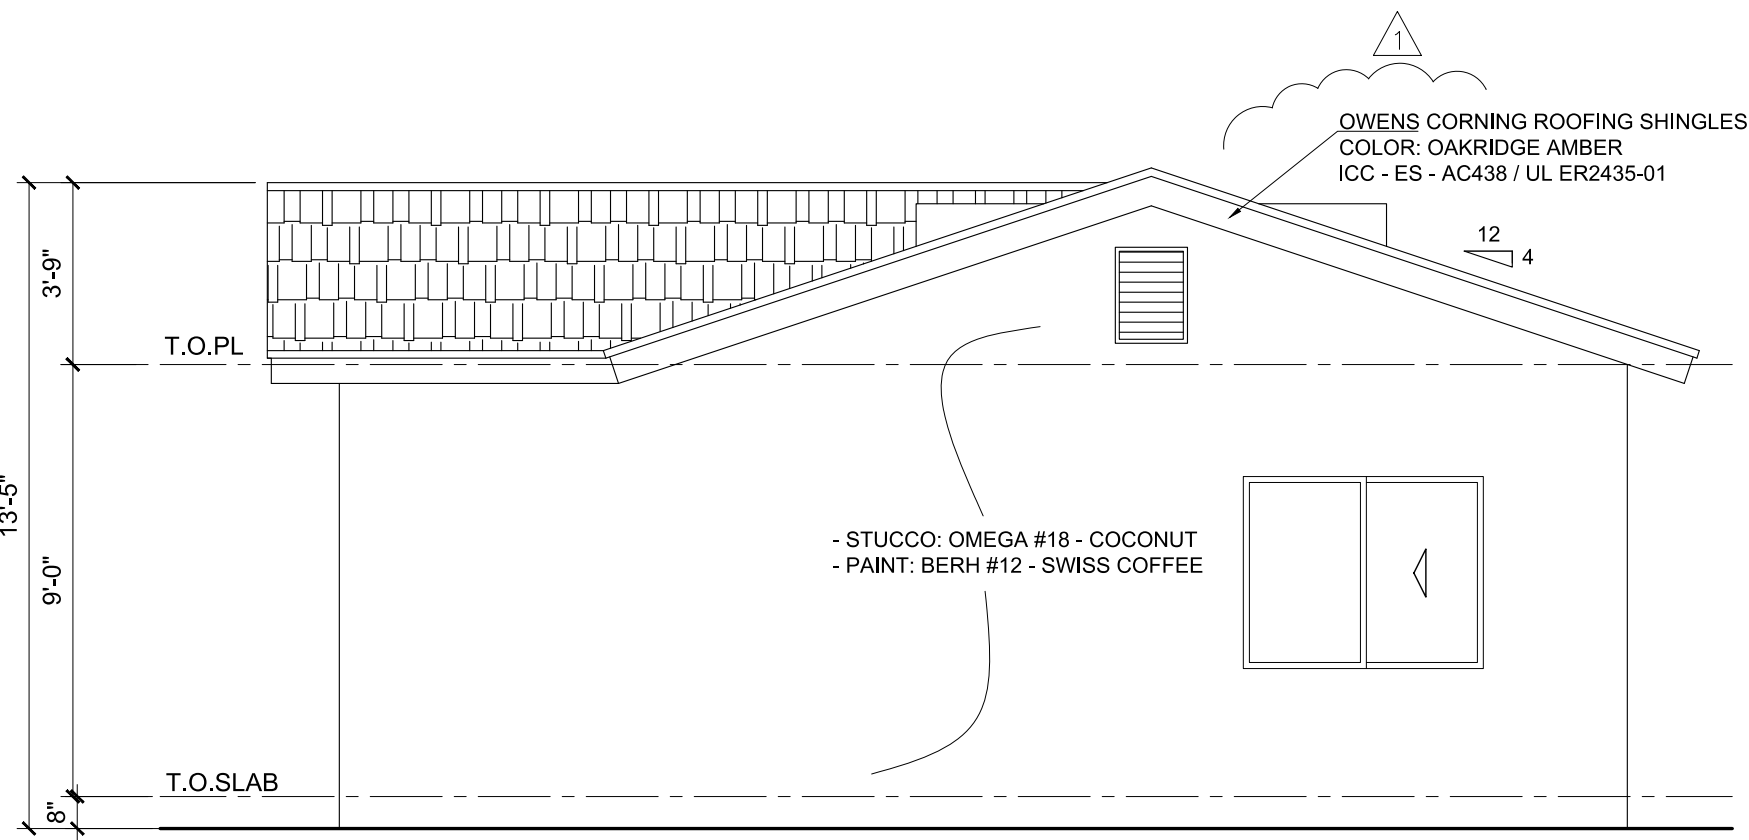 1
OWENS CORNING ROOFING SHINGLES
COLOR: OAKRIDGE AMBER
ICC - ES - AC438 / UL ER2435-01
12
4
3'-9"
T.O.PL
13'-5"
9'-0"
- STUCCO: OMEGA #18 - COCONUT
- PAINT: BERH #12 - SWISS COFFEE
T.O.SLAB
8"